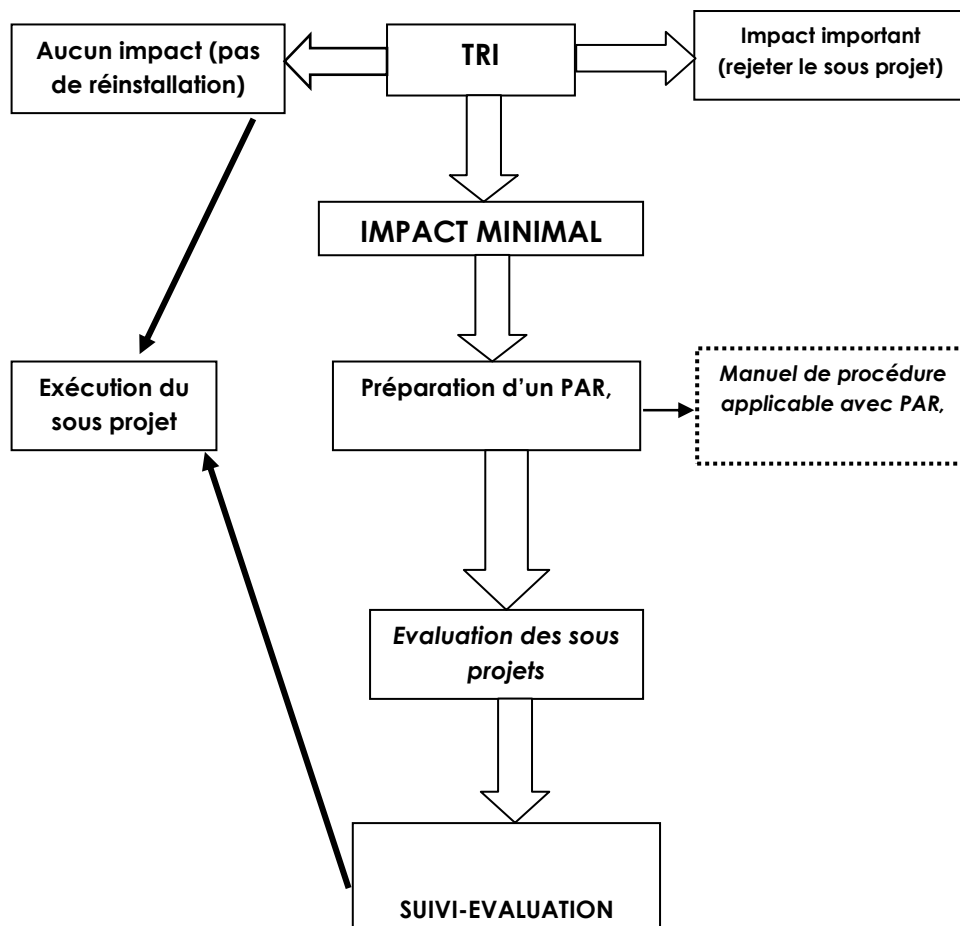 Aucun impact (pas
de réinstallation)
TRI
Impact important
(rejeter le sous projet)
IMPACT MINIMAL
Exécution du
sous projet
Préparation d’un PAR,
Manuel de procédure
applicable avec PAR,
Evaluation des sous
projets
SUIVI-EVALUATION